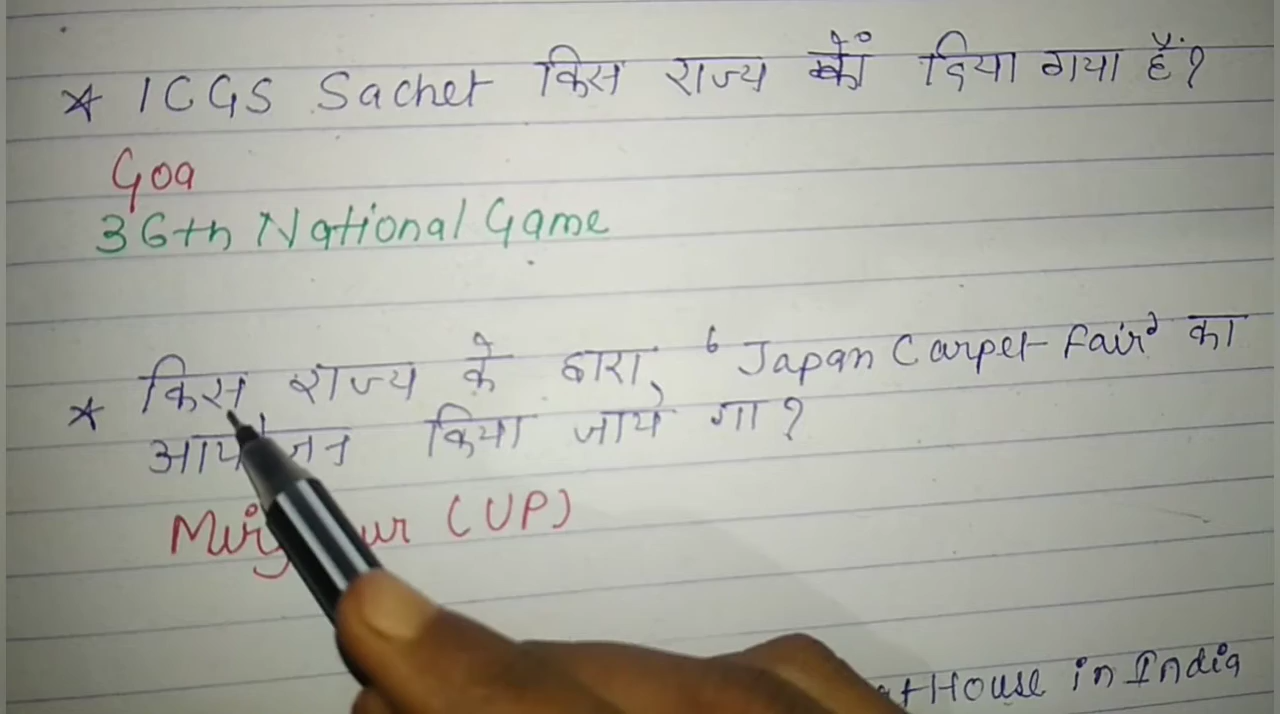 * ICGS Sachet किस राज्य को दिया गया है?
Goa
36th National Game
* किस राज्य के द्वारा, 'Japan Carpet Fair' का
किया जाये गा?
(UP)
House in India